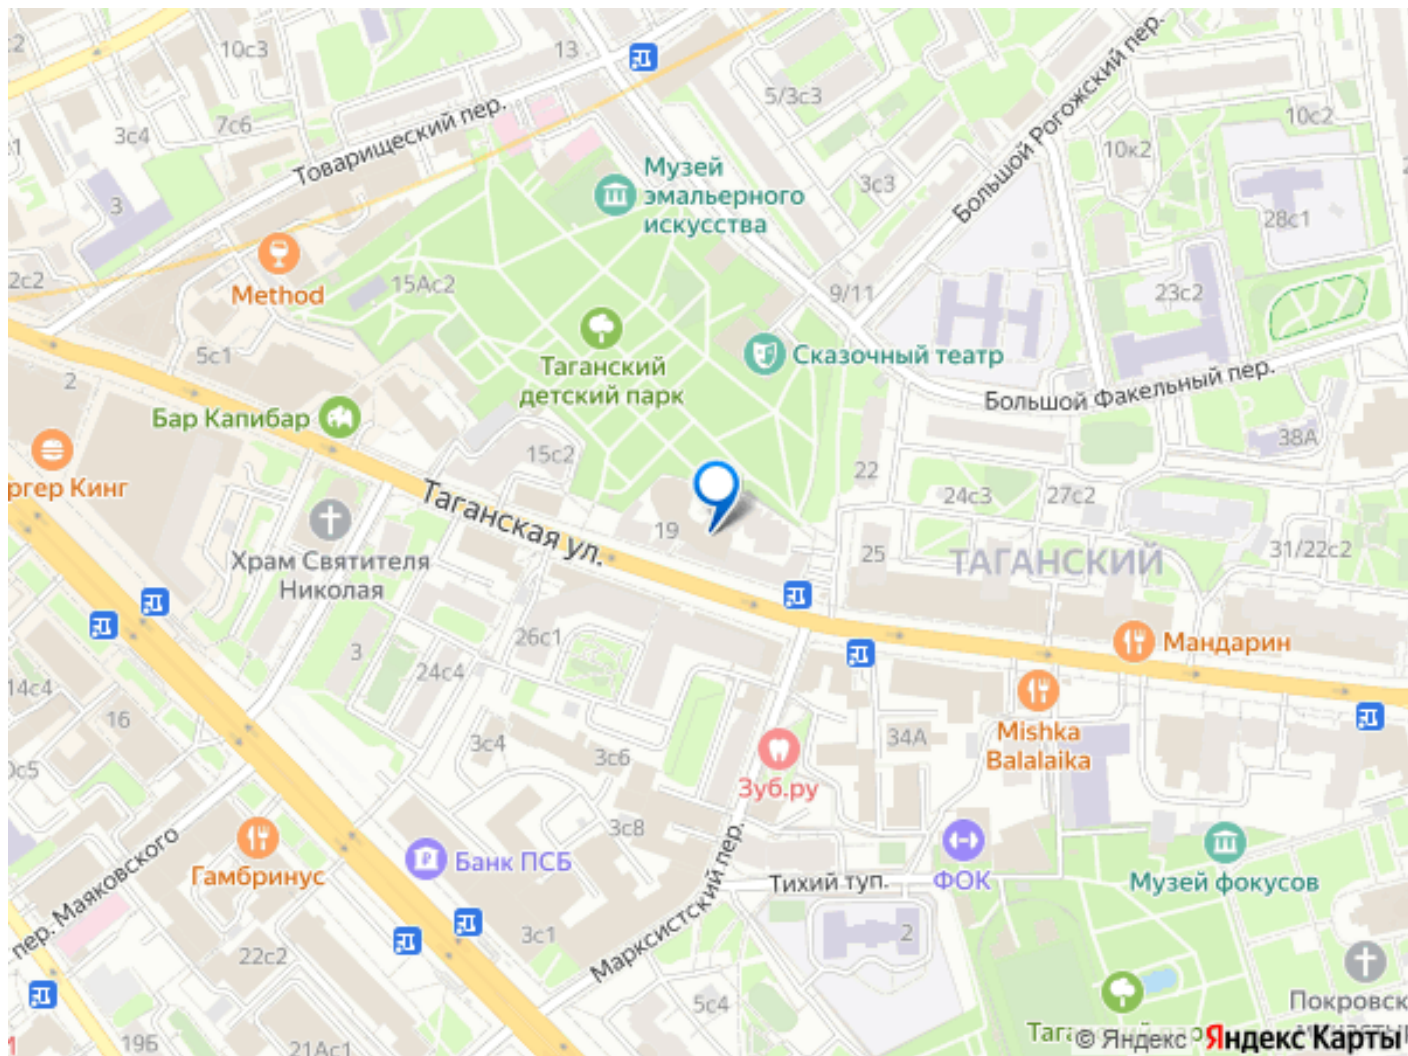 10с3
13
5/3с3
Большой Рогожский пер.
10с2
3с4
7с6
Товарищеский пер.
10к2
Музей
эмальерного
искусства
3с3
3
28с1
2с2
Method
15Ас2
9/11
23с2
5с1
2
Таганский
детский парк
Сказочный театр
Большой Факельный пер.
Бар Капибар
38А
15с2
22
ргер Кинг
24с3
27с2
Таганская ул.
19
25
ТАГАНСКИЙ
31/22с2
Храм Святителя
Николая
26с1
3
24с4
Мандарин
14с4
16
3с4
3с6
34А
Mishka
Balalaika
Зуб.ру
3с8
пер. Маяковского
Гамбринус
Банк ПСБ
Марксистский пер.
Тихий туп.
ФОК
Музей фокусов
3с1
2
22с2
5с4
Покровск
19Б
21Ас1
© Яндекс Яндекс Карты